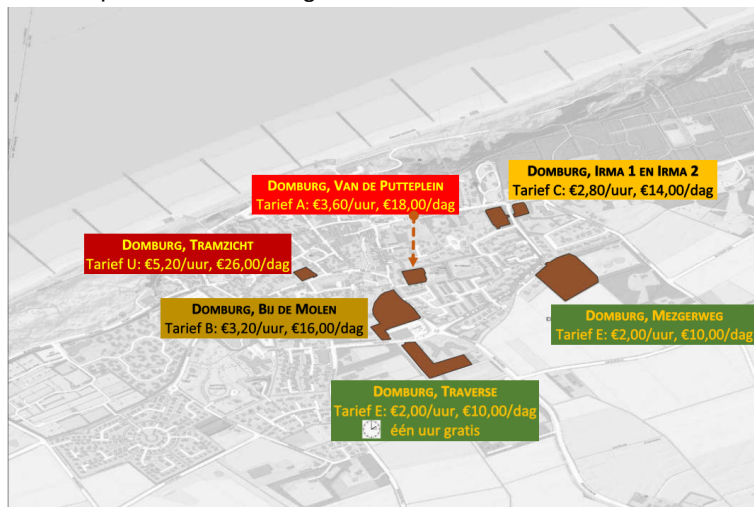 DOMBURG, IRMA 1 EN IRMA 2
Tarief C: €2,80/uur, €14,00/dag
DOMBURG, VAN DE PUTTEPLEIN
Tarief A: €3,60/uur, €18,00/dag
DOMBURG, TRAMZICHT
Tarief U: €5,20/uur, €26,00/dag
DOMBURG, BIJ DE MOLEN
Tarief B: €3,20/uur, €16,00/dag
DOMBURG, MEZGERWEG
Tarief E: €2,00/uur, €10,00/dag
DOMBURG, TRAVERSE
Tarief E: €2,00/uur, €10,00/dag
één uur gratis